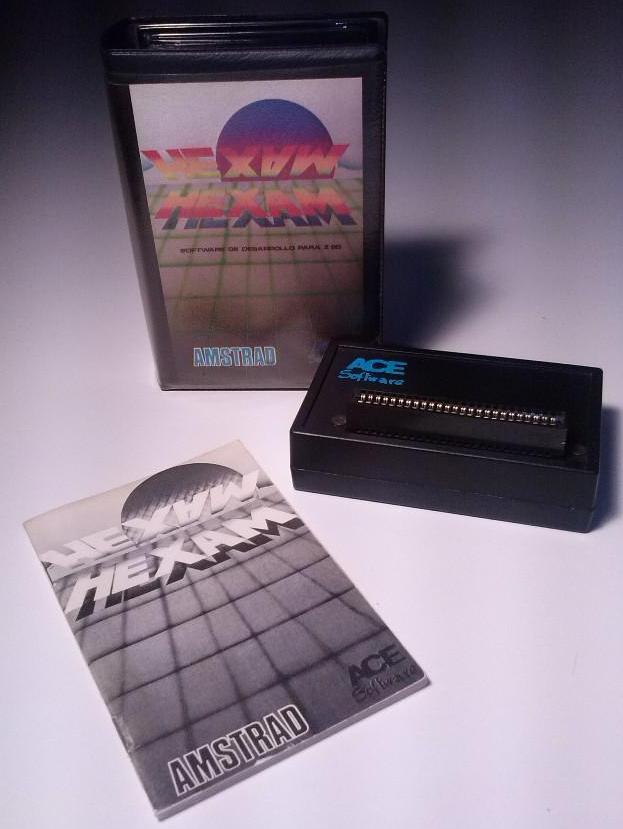 HEXAM
HEXAM
SOFTWARE DE DESARROLLO PARA Z 80
AMSTRAD
ACE
Software
HEXAM
HEXAM
ACE
Software
AMSTRAD